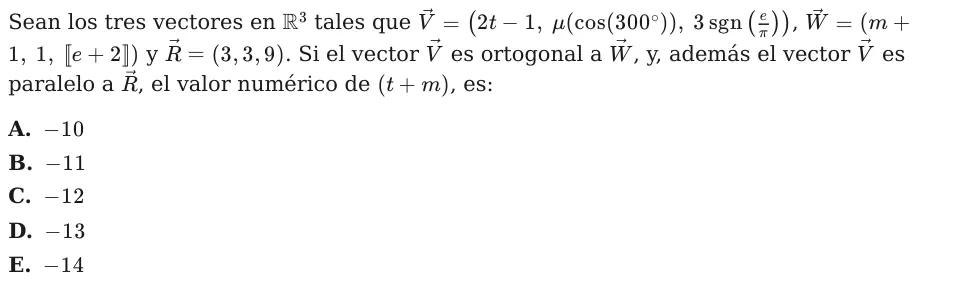 Sean los tres vectores en ℝ³ tales que V⃗ = (2t − 1, μ(cos(300°)), 3 sgn (e/π)), W⃗ = (m +
1, 1, ⟦e + 2⟧) y R⃗ = (3, 3, 9). Si el vector V⃗ es ortogonal a W⃗, y, además el vector V⃗ es
paralelo a R⃗, el valor numérico de (t + m), es:
A. −10
B. −11
C. −12
D. −13
E. −14